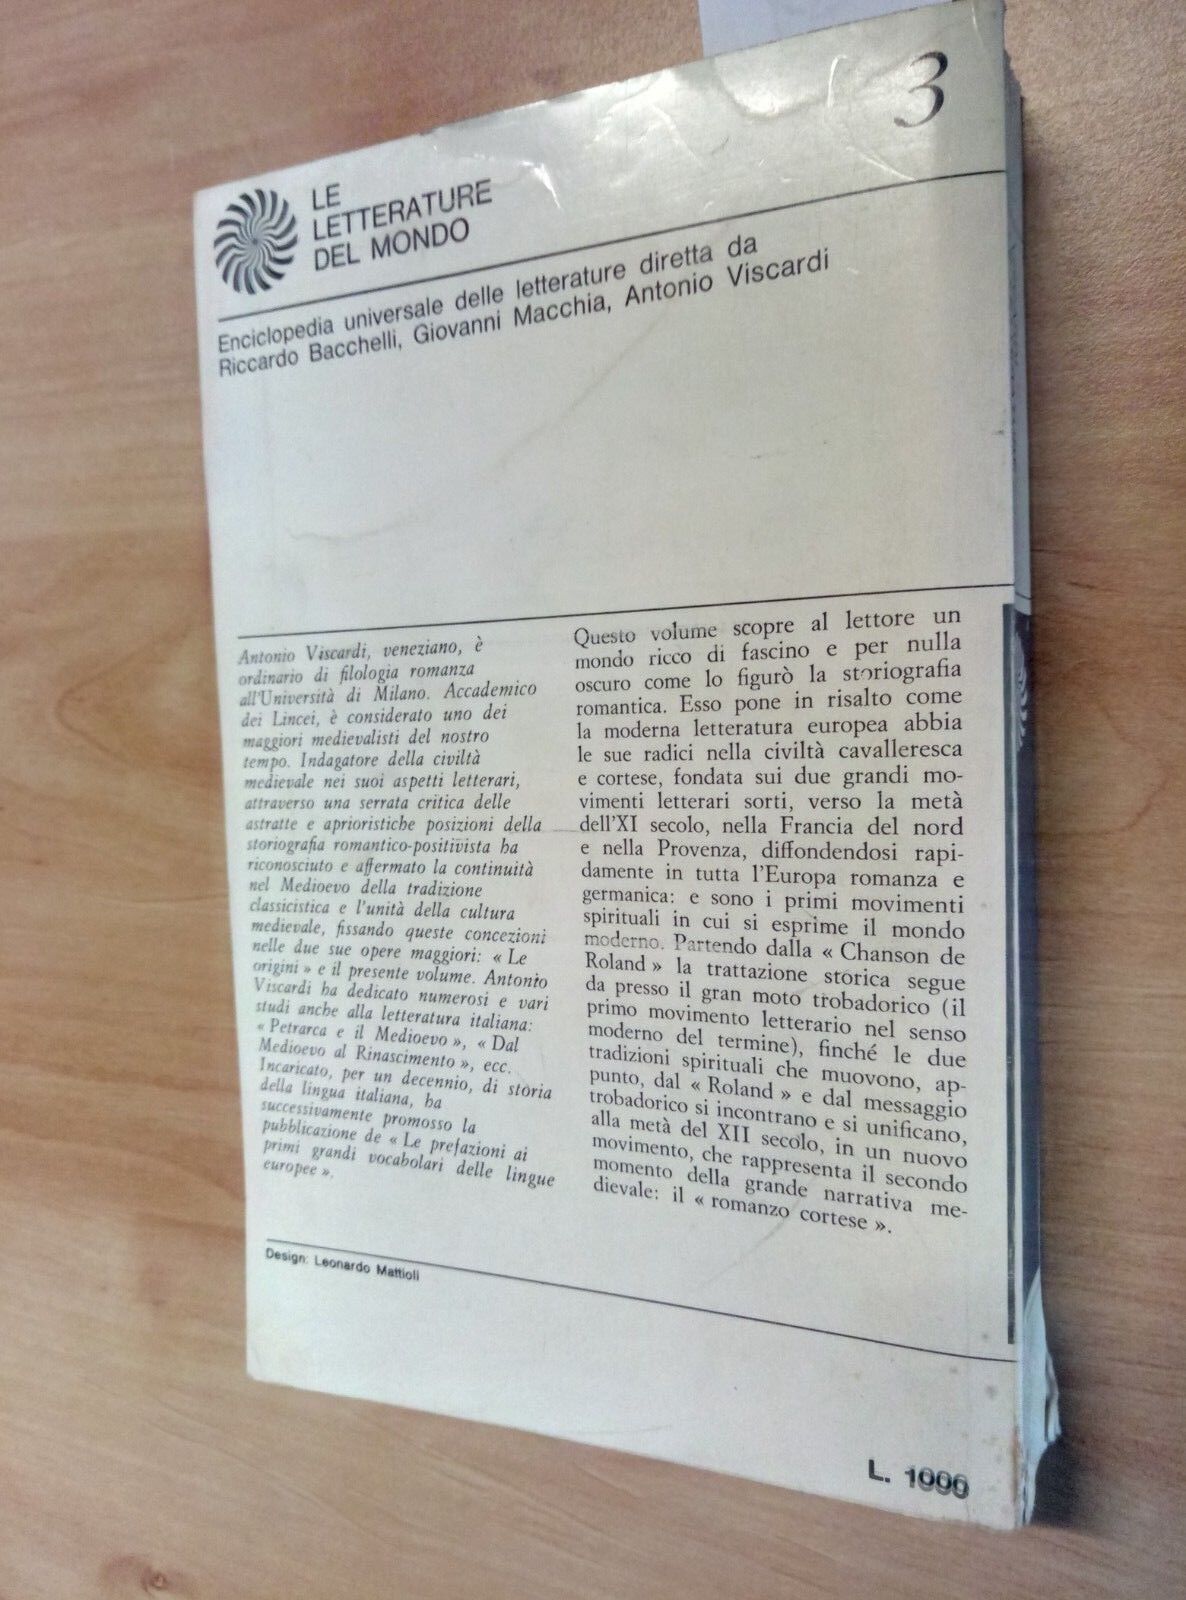 3
LE
LETTERATURE
DEL MONDO
Enciclopedia universale delle letterature diretta da
Riccardo Bacchelli, Giovanni Macchia, Antonio Viscardi
Antonio Viscardi, veneziano, è
ordinario di filologia romanza
all'Università di Milano. Accademico
dei Lincei, è considerato uno dei
maggiori medievalisti del nostro
tempo. Indagatore della civiltà
medievale nei suoi aspetti letterari,
attraverso una serrata critica delle
astratte e aprioristiche posizioni della
storiografia romantico-positivista ha
riconosciuto e affermato la continuità
nel Medioevo della tradizione
classicistica e l'unità della cultura
medievale, fissando queste concezioni
nelle due sue opere maggiori: « Le
origini » e il presente volume. Antonio
Viscardi ha dedicato numerosi e vari
studi anche alla letteratura italiana:
« Petrarca e il Medioevo », « Dal
Medioevo al Rinascimento », ecc.
Incaricato, per un decennio, di storia
della lingua italiana, ha
successivamente promosso la
pubblicazione de « Le prefazioni ai
primi grandi vocabolari delle lingue
europee ».
Questo volume scopre al lettore un
mondo ricco di fascino e per nulla
oscuro come lo figurò la storiografia
romantica. Esso pone in risalto come
la moderna letteratura europea abbia
le sue radici nella civiltà cavalleresca
e cortese, fondata sui due grandi mo-
vimenti letterari sorti, verso la metà
dell'XI secolo, nella Francia del nord
e nella Provenza, diffondendosi rapi-
damente in tutta l'Europa romanza e
germanica: e sono i primi movimenti
spirituali in cui si esprime il mondo
moderno. Partendo dalla « Chanson de
Roland » la trattazione storica segue
da presso il gran moto trobadorico (il
primo movimento letterario nel senso
moderno del termine), finché le due
tradizioni spirituali che muovono, ap-
punto, dal « Roland » e dal messaggio
trobadorico si incontrano e si unificano,
alla metà del XII secolo, in un nuovo
movimento, che rappresenta il secondo
momento della grande narrativa me-
dievale: il « romanzo cortese ».
Design: Leonardo Mattioli
L. 1000